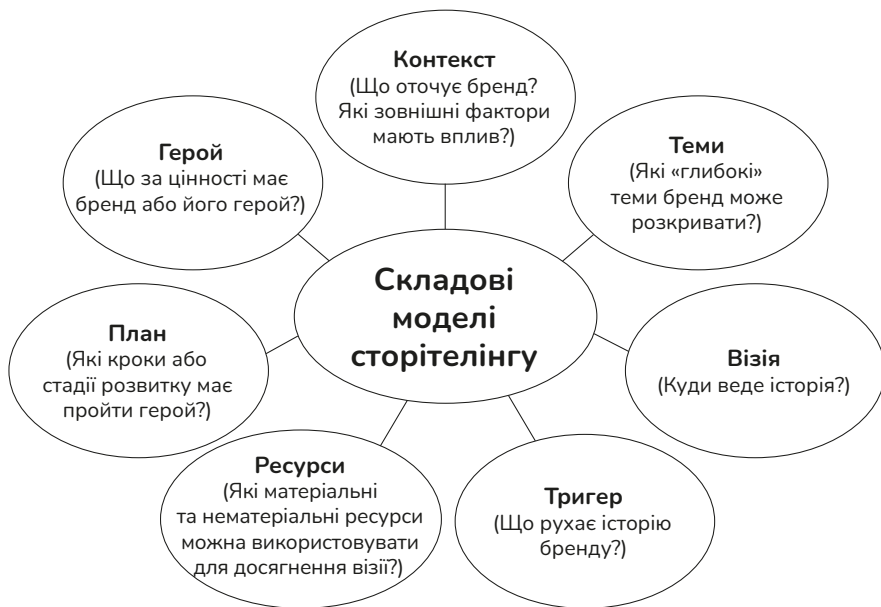 Контекст
(Що оточує бренд?
Які зовнішні фактори
мають вплив?)
Герой
(Що за цінності має
бренд або його герой?)
Теми
(Які «глибокі»
теми бренд може
розкривати?)
Складові
моделі
сторітелінгу
План
(Які кроки або
стадії розвитку має
пройти герой?)
Візія
(Куди веде історія?)
Ресурси
(Які матеріальні
та нематеріальні ресурси
можна використовувати
для досягнення візії?)
Тригер
(Що рухає історію
бренду?)